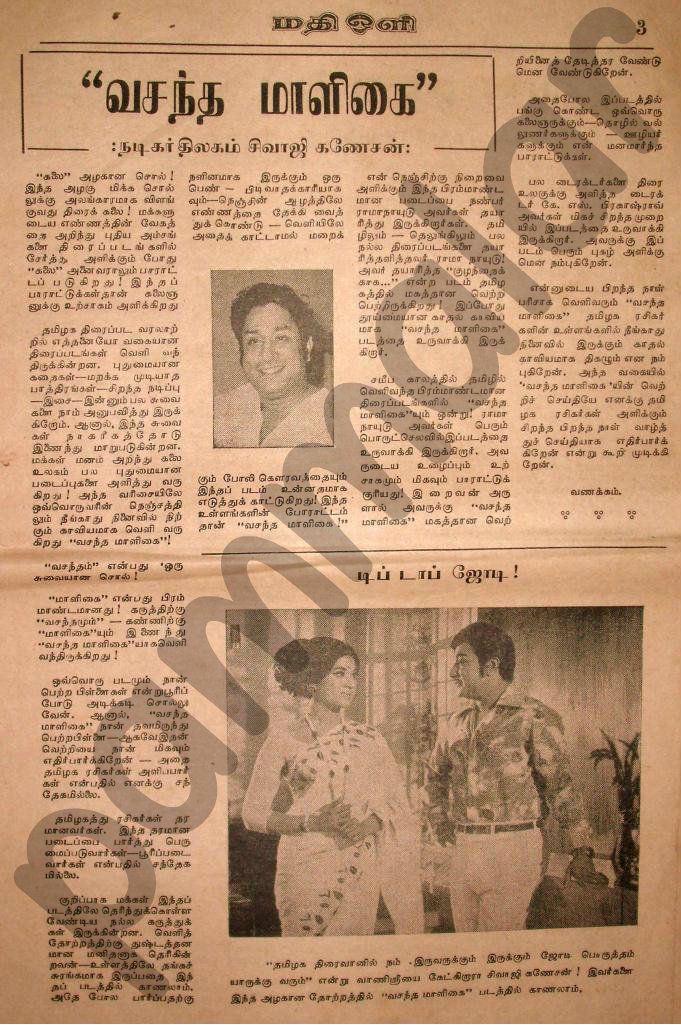 மதி ஒளி
3
“வசந்த மாளிகை”
:நடிகர்திலகம் சிவாஜி கணேசன்:
“கலை” அழகான சொல்!
இந்த அழகு மிக்க சொல்
லுக்கு அலங்காரமாக விளங்
குவது திரைக் கலை! மக்களு
டைய எண்ணத்தின் வேகத்
தை அறிந்து புதிய அம்சங்
களை திரைப் படங்களில்
சேர்த்து அளிக்கும் போது
“கலை” அனைவராலும் பாராட்
டப் படுகிறது! இந்தப்
பாராட்டுக்கள்தான் கலைஞ
னுக்கு உற்சாகம் அளிக்கிறது
தமிழக திரைப்பட வரலாற்
றில் எத்தனையோ வகையான
திரைப்படங்கள் வெளி வந்
திருக்கின்றன. புதுமையான
கதைகள்—மறக்க முடியாத
பாத்திரங்கள்—சிறந்த நடிப்பு
—இசை—இன்னும் பல சுவை
களை நாம் அனுபவித்து இருக்
கிறோம். ஆனால், இந்த சுவை
கள் நாகரீகத்தோடு
இணைந்து மாறுபடுகின்றன.
மக்கள் மனம் அறிந்து கலை
உலகம் பல புதுமையான
படைப்புகளை அளித்து வரு
கிறது! அந்த வரிசையிலே
ஒவ்வொருவரின் நெஞ்சத்தி
லும் நீங்காது நினைவில் நிற்
கும் காவியமாக வெளி வரு
கிறது “வசந்த மாளிகை”!
“வசந்தம்” என்பது ஒரு
சுவையான சொல்!
“மாளிகை” என்பது பிரம்
மாண்டமானது! கருத்திற்கு
“வசந்தமும்” — கண்ணிற்கு
“மாளிகை”யும் இணைந்து
“வசந்த மாளிகை”யாகவெளி
வந்திருக்கிறது!
ஒவ்வொரு படமும் நான்
பெற்ற பிள்ளைகள் என்றுபூரிப்
போடு அடிக்கடி சொல்லு
வேன். ஆனால், “வசந்த
மாளிகை” நான் தவமிருந்து
பெற்றபிள்ளை—ஆகவேஇதன்
வெற்றியை நான் மிகவும்
எதிர்பார்க்கிறேன் — அதை
தமிழக ரசிகர்கள் அளிப்பார்
கள் என்பதில் எனக்கு சந்
தேகமில்லை.
தமிழகத்து ரசிகர்கள் தர
மானவர்கள். இந்த தரமான
படைப்பை பார்த்து பெரு
மைப்படுவார்கள்—பூரிப்படை
வார்கள் என்பதில் சந்தேக
மில்லை.
குறிப்பாக மக்கள் இந்தப்
படத்திலே தெரிந்துக்கொள்ள
வேண்டிய நல்ல கருத்துக்
கள் இருக்கின்றன. வெளித்
தோற்றத்திற்கு துஷ்டத்தன
மான மனிதனாக தெரிகின்
றவன்—உள்ளத்திலே தங்கச்
சுரங்கமாக இருப்பதை இந்
தப் படத்தில் காணலாம்.
அதே போல பார்ப்பதற்கு
நளினமாக இருக்கும் ஒரு
பெண் — பிடிவாதக்காரியாக
வும்—நெஞ்சின் ஆழத்திலே
எண்ணத்தை தேக்கி வைத்
துக் கொண்டு — வெளியிலே
அதைக் காட்டாமல் மறைக்
கும் போலி கௌரவத்தையும்
இந்தப் படம் உன்னதமாக
எடுத்துக் காட்டுகிறது! இந்த
உள்ளங்களின் போராட்டம்
தான் “வசந்த மாளிகை!”
என் நெஞ்சிற்கு நிறைவை
அளிக்கும் இந்த பிரம்மாண்ட
மான படைப்பை நண்பர்
ராமாநாயுடு அவர்கள் தயா
ரித்து இருக்கிறார்கள். தமி
ழிலும் — தெலுங்கிலும் பல
நல்ல திரைப்படங்களை தயா
ரித்தளித்தவர், ராமா நாயுடு!
அவர் தயாரித்த “குழந்தைக்
காக...” என்ற படம் தமிழ
கத்தில் மகத்தான வெற்றி
பெற்றிருக்கிறது! இப்போது
தூய்மையான காதல் காவிய
மாக “வசந்த மாளிகை”
படத்தை உருவாக்கி இருக்
கிறார்.
சமீப காலத்தில் தமிழில்
வெளிவந்த பிரம்மாண்டமான
திரைப்படங்களில் “வசந்த
மாளிகை”யும் ஒன்று! ராமா
நாயுடு அவர்கள் பெரும்
பொருட்செலவில்இப்படத்தை
உருவாக்கி இருக்கிறார். அவ
ருடைய உழைப்பும் உற்
சாகமும் மிகவும் பாராட்டுக்
குரியது! இறைவன் அரு
ளால் அவருக்கு “வசந்த
மாளிகை” மகத்தான வெற்
றியினைத் தேடித்தர வேண்டு
மென வேண்டுகிறேன்.
அதைபோல இப்படத்தில்
பங்கு கொண்ட ஒவ்வொரு
கலைஞருக்கும்—தொழில் வல்
லுணர்களுக்கும் — ஊழியர்
களுக்கும் என் மனமார்ந்த
பாராட்டுக்கள்.
பல டைரக்டர்களை திரை
உலகுக்கு அளித்த டைரக்
டர் கே. எஸ். பிரகாஷ்ராவ்
அவர்கள் மிகச் சிறந்தமுறை
யில் இப்படத்தை உருவாக்கி
இருக்கிறார். அவருக்கு இப்
படம் பெரும் புகழ் அளிக்கு
மென நம்புகிறேன்.
என்னுடைய பிறந்த நாள்
பரிசாக வெளிவரும் “வசந்த
மாளிகை” தமிழக ரசிகர்
களின் உள்ளங்களில் நீங்காது
நினைவில் இருக்கும் காதல்
காவியமாக திகழும் என நம்
புகிறேன். அந்த வகையில்
‘வசந்த மாளிகை’யின் வெற்
றிச் செய்தியே எனக்கு தமி
ழக ரசிகர்கள் அளிக்கும்
சிறந்த பிறந்த நாள் வாழ்த்
துச் செய்தியாக எதிர்பார்க்
கிறேன் என்று கூறி முடிக்கி
றேன்.
வணக்கம்.
டிப் டாப் ஜோடி!
“தமிழக திரைவானில் நம் இருவருக்கும் இருக்கும் ஜோடி பொருத்தம்
யாருக்கு வரும்” என்று வாணிஸ்ரீயை கேட்கிறாரா சிவாஜி கணேசன்! இவர்களை
இந்த அழகான தோற்றத்தில் “வசந்த மாளிகை” படத்தில் காணலாம்.
pammalar